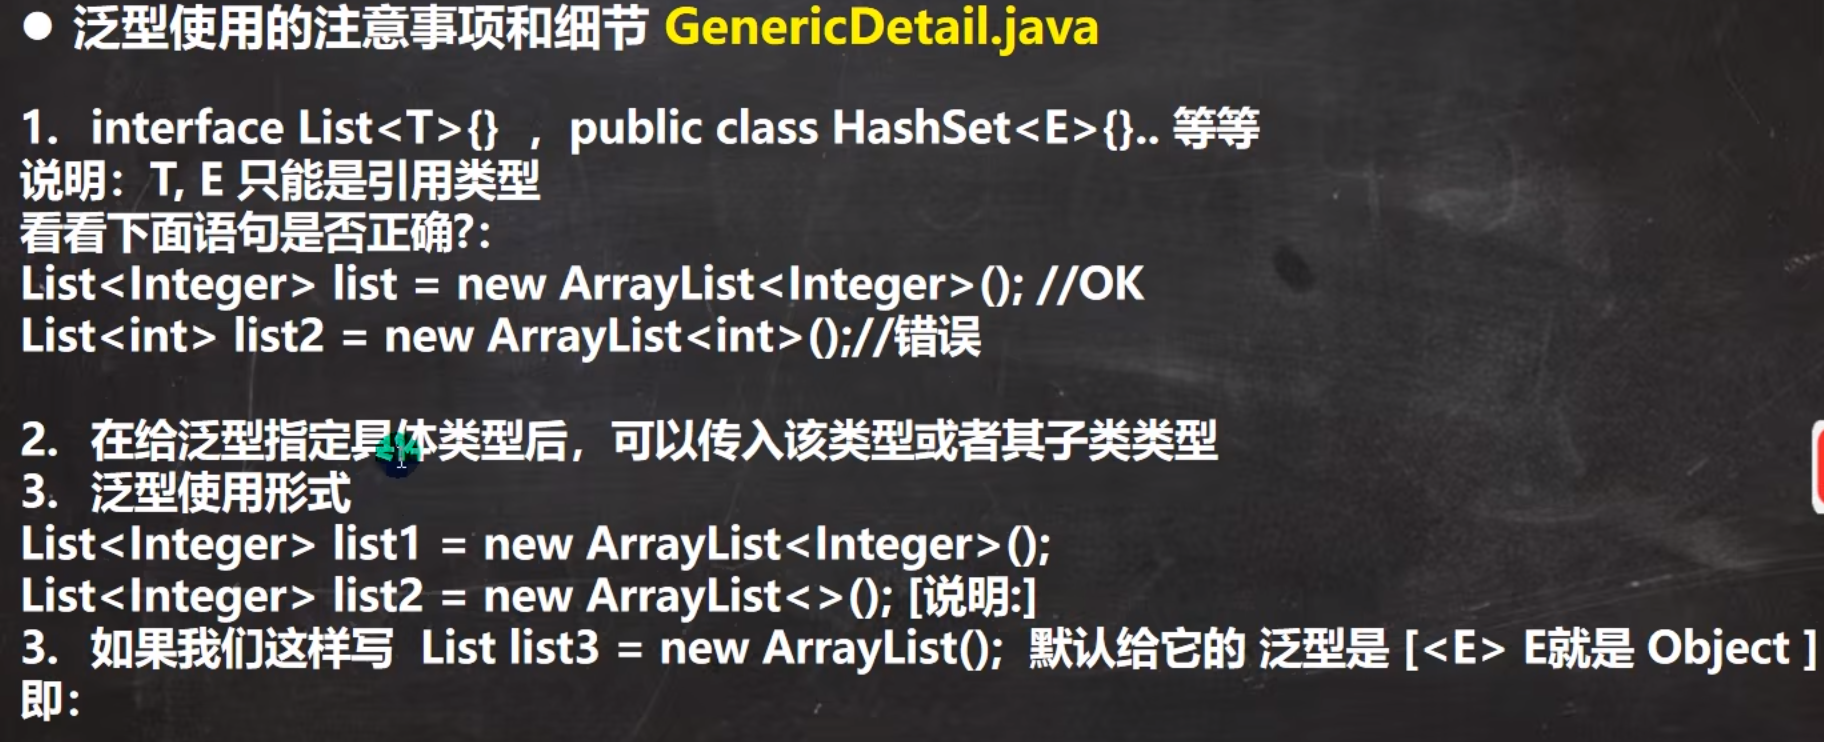 ● 泛型使用的注意事项和细节 GenericDetail.java
1. interface List<T>{} , public class HashSet<E>{}.. 等等
说明: T, E 只能是引用类型
看看下面语句是否正确?:
List<Integer> list = new ArrayList<Integer>(); //OK
List<int> list2 = new ArrayList<int>();//错误
2. 在给泛型指定具体类型后，可以传入该类型或者其子类类型
3. 泛型使用形式
List<Integer> list1 = new ArrayList<Integer>();
List<Integer> list2 = new ArrayList<>(); [说明:]
3. 如果我们这样写 List list3 = new ArrayList(); 默认给它的 泛型是 [<E> E就是 Object ]
即: